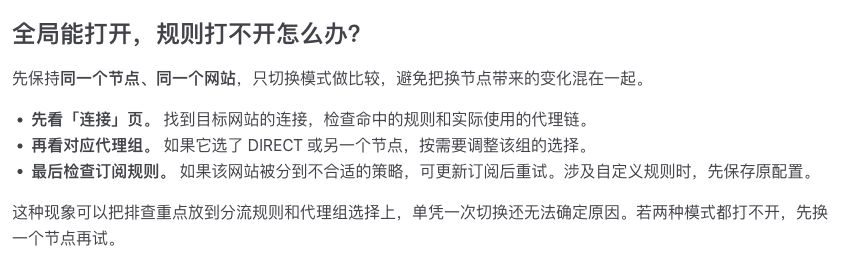 全局能打开，规则打不开怎么办？
先保持同一个节点、同一个网站，只切换模式做比较，避免把换节点带来的变化混在一起。
• 先看「连接」页。 找到目标网站的连接，检查命中的规则和实际使用的代理链。
• 再看对应代理组。 如果它选了 DIRECT 或另一个节点，按需要调整该组的选择。
• 最后检查订阅规则。 如果该网站被分到不合适的策略，可更新订阅后重试。涉及自定义规则时，先保存原配置。
这种现象可以把排查重点放到分流规则和代理组选择上，单凭一次切换还无法确定原因。若两种模式都打不开，先换
一个节点再试。